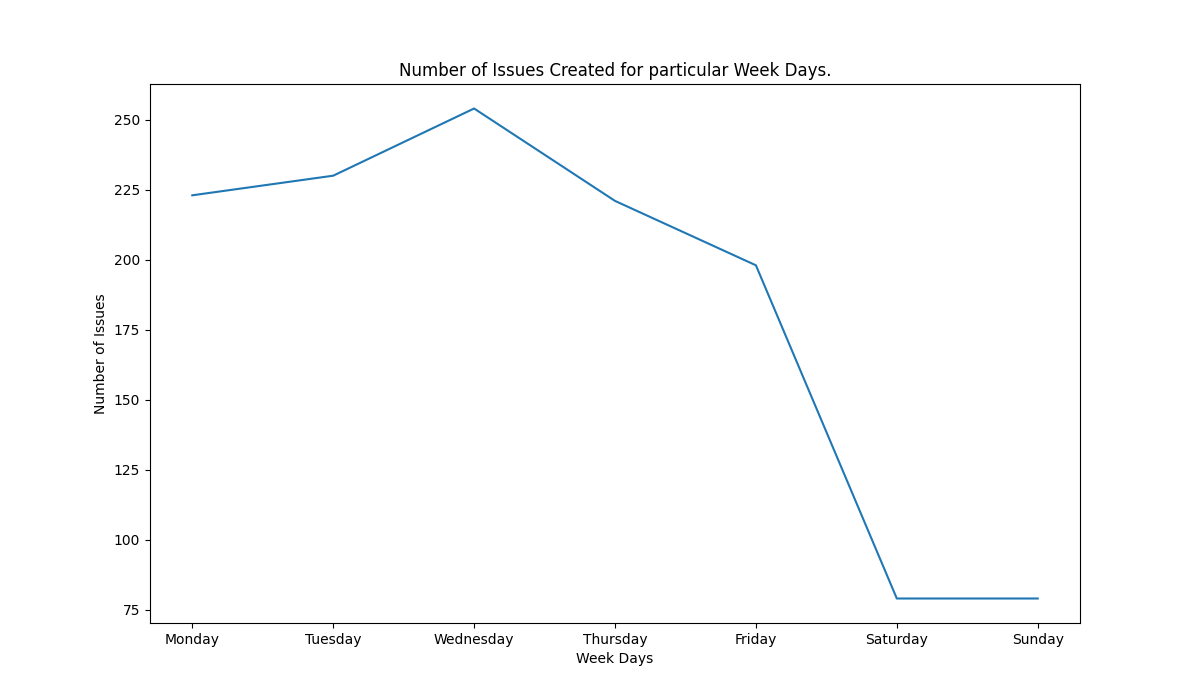 Number of Issues Created for particular Week Days.
Number of Issues
250
225
200
175
150
125
100
75
Monday Tuesday Wednesday Thursday Friday Saturday Sunday
Week Days